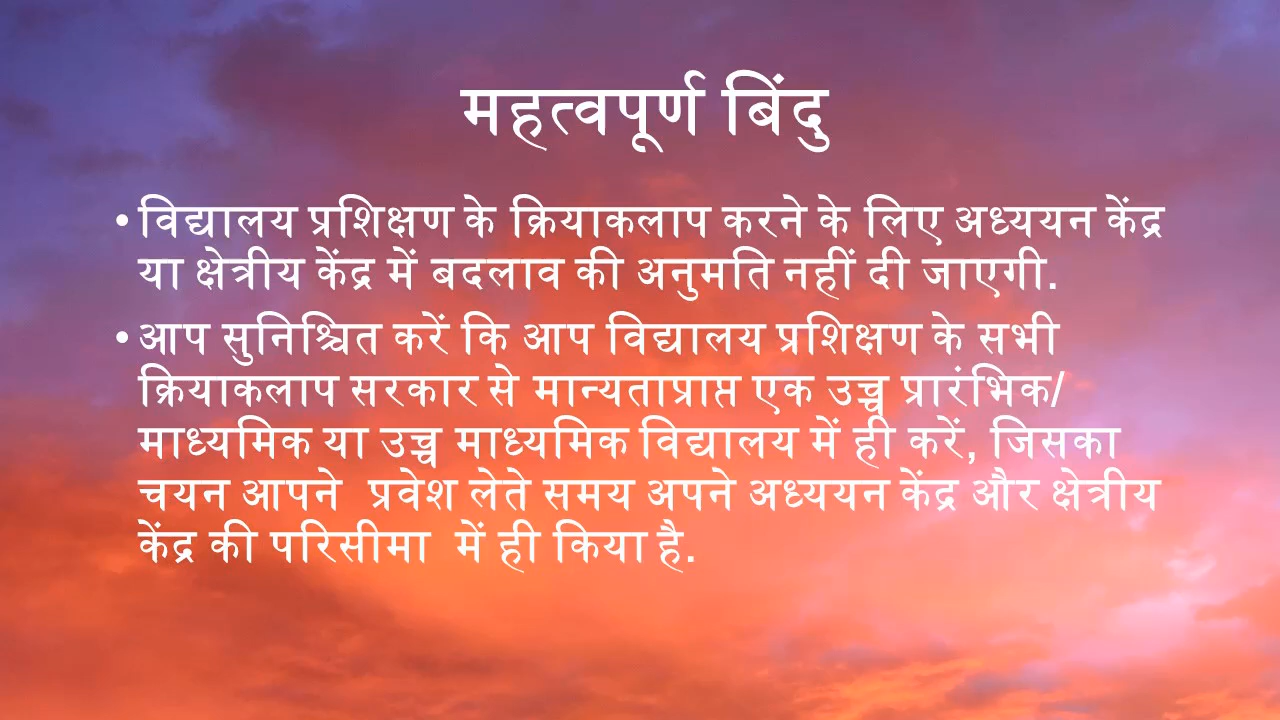 महत्वपूर्ण बिंदु
• विद्यालय प्रशिक्षण के क्रियाकलाप करने के लिए अध्ययन केंद्र
या क्षेत्रीय केंद्र में बदलाव की अनुमति नहीं दी जाएगी.
• आप सुनिश्चित करें कि आप विद्यालय प्रशिक्षण के सभी
क्रियाकलाप सरकार से मान्यताप्राप्त एक उच्च प्रारंभिक/
माध्यमिक या उच्च माध्यमिक विद्यालय में ही करें, जिसका
चयन आपने प्रवेश लेते समय अपने अध्ययन केंद्र और क्षेत्रीय
केंद्र की परिसीमा में ही किया है.